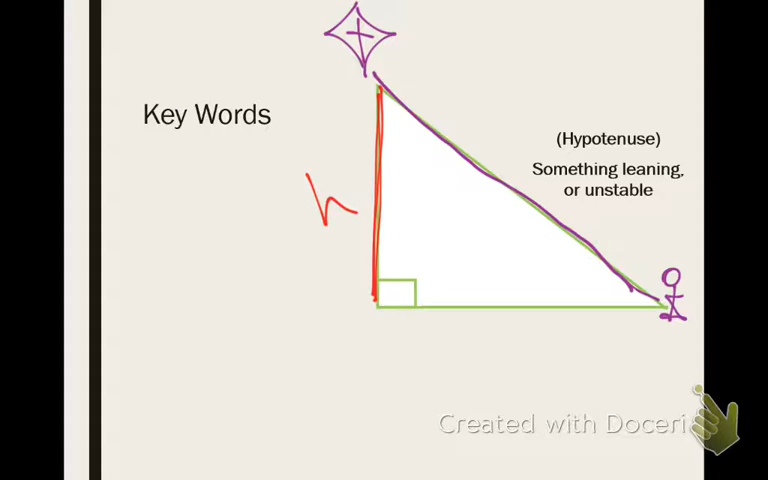 Key Words
(Hypotenuse)
Something leaning,
or unstable
h
Created with Doceri